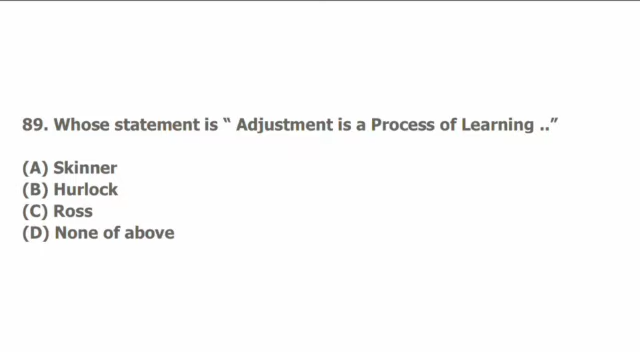 89. Whose statement is “ Adjustment is a Process of Learning ..”
(A) Skinner
(B) Hurlock
(C) Ross
(D) None of above